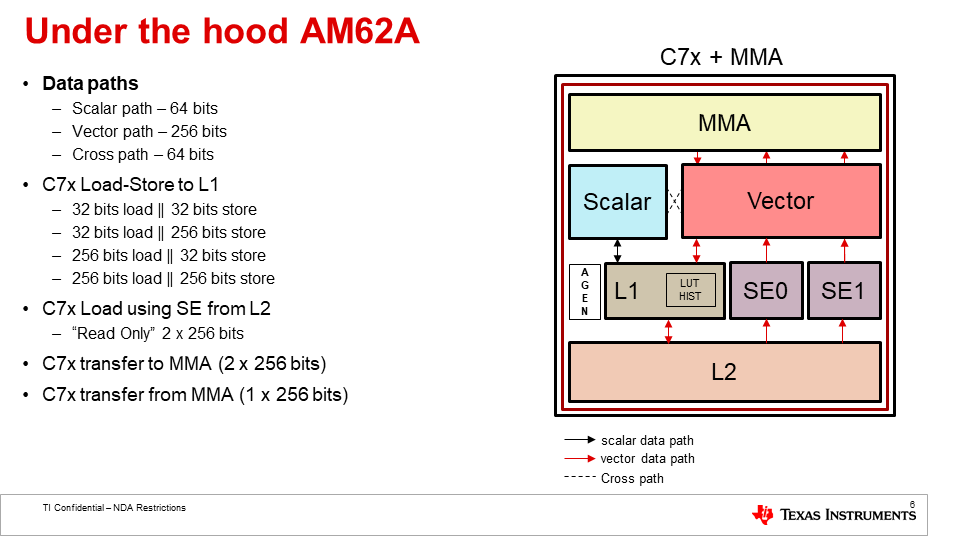 Under the hood AM62A
• Data paths
– Scalar path – 64 bits
– Vector path – 256 bits
– Cross path – 64 bits
• C7x Load-Store to L1
– 32 bits load || 32 bits store
– 32 bits load || 256 bits store
– 256 bits load || 32 bits store
– 256 bits load || 256 bits store
• C7x Load using SE from L2
– “Read Only” 2 x 256 bits
• C7x transfer to MMA (2 x 256 bits)
• C7x transfer from MMA (1 x 256 bits)
C7x + MMA
MMA
Scalar
Vector
A
G
E
N
L1
LUT
HIST
SE0
SE1
L2
scalar data path
vector data path
Cross path
TI Confidential – NDA Restrictions
6
TEXAS INSTRUMENTS